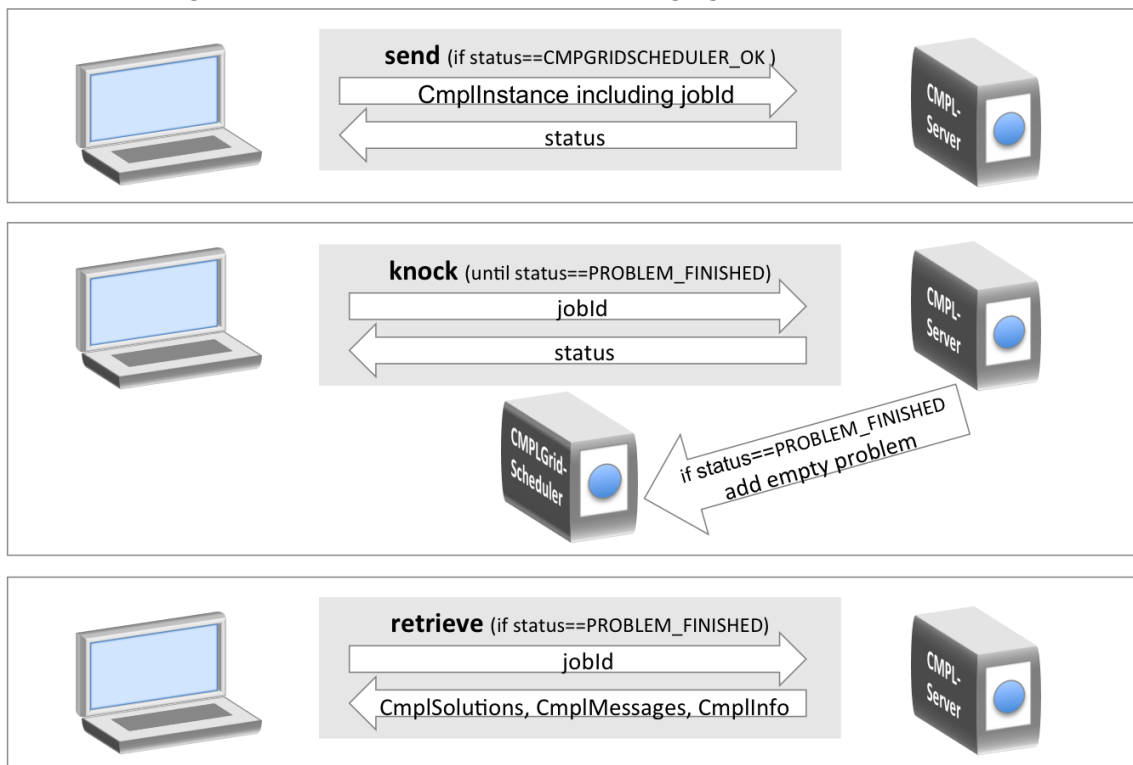 send (if status==CMPGRIDSCHEDULER_OK )
CmplInstance including jobId
status
CMPL-
Server
knock (until status==PROBLEM_FINISHED)
jobId
status
CMPL-
Server
if status==PROBLEM_FINISHED
add empty problem
CMPLGrid-
Scheduler
retrieve (if status==PROBLEM_FINISHED)
jobId
CmplSolutions, CmplMessages, CmplInfo
CMPL-
Server